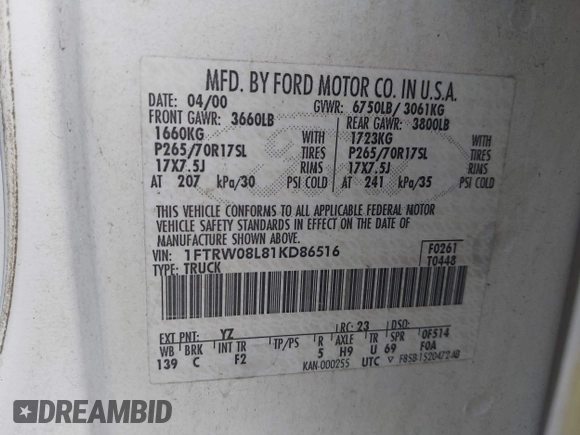 MFD. BY FORD MOTOR CO. IN U.S.A.
DATE: 04/00 GVWR: 6750LB/ 3061KG
FRONT GAWR: 3660LB REAR GAWR: 3800LB
1660KG WITH 1723KG WITH
P265/70R17SL TIRES P265/70R17SL TIRES
17X7.5J RIMS 17X7.5J RIMS
AT 207 kPa/30 PSI COLD AT 241 kPa/35 PSI COLD
THIS VEHICLE CONFORMS TO ALL APPLICABLE FEDERAL MOTOR
VEHICLE SAFETY STANDARDS IN EFFECT ON THE DATE OF
MANUFACTURE SHOWN ABOVE.
VIN: 1FTRW08L81KD86516 F0261
TYPE: TRUCK T0448
EXT PNT: YZ RC: 23 DSO: 0F514
WB BRK INT TR TP/PS R AXLE TR SPR F0A
139 C F2 5 H9 U 69
KAN-000255 UTC F85B-1520472-AB
DREAMBID